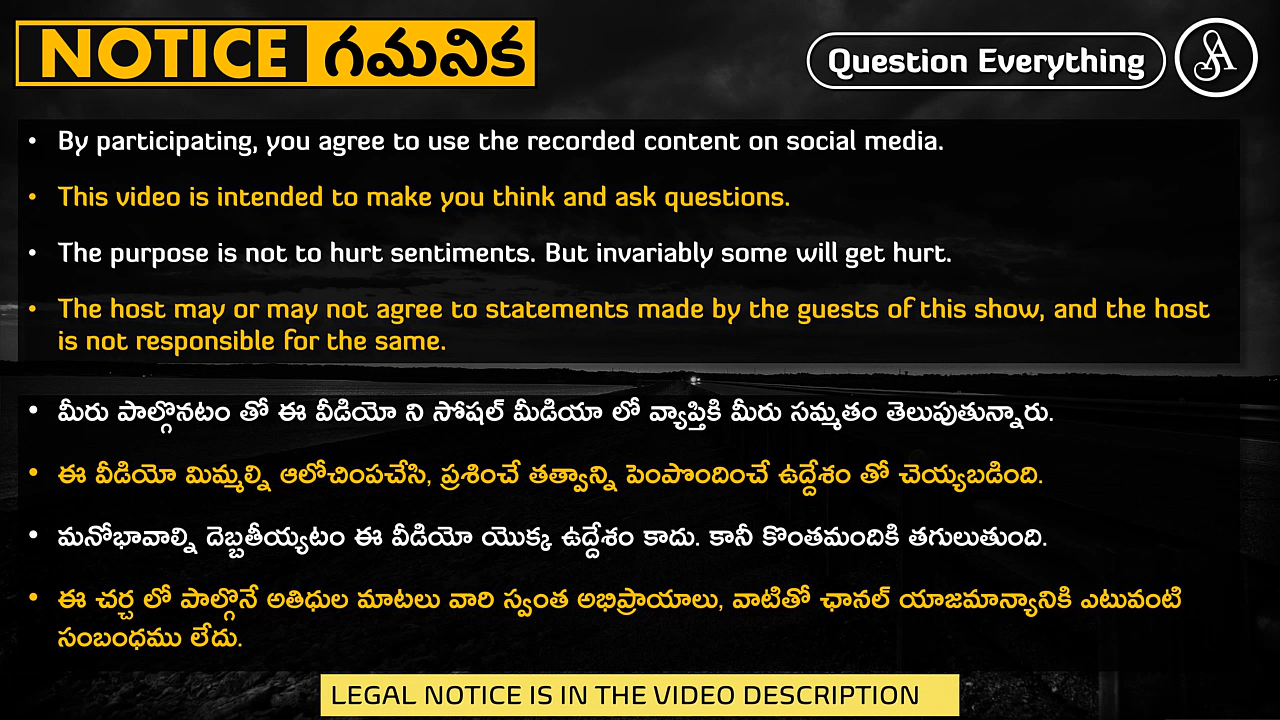 NOTICE గమనిక
Question Everything
• By participating, you agree to use the recorded content on social media.
• This video is intended to make you think and ask questions.
• The purpose is not to hurt sentiments. But invariably some will get hurt.
• The host may or may not agree to statements made by the guests of this show, and the host
is not responsible for the same.
• మీరు పాల్గొనటం తో ఈ వీడియో ని సోషల్ మీడియా లో వ్యాప్తికి మీరు సమ్మతం తెలుపుతున్నారు.
• ఈ వీడియో మిమ్మల్ని ఆలోచింపచేసి, ప్రశించే తత్వాన్ని పెంపొందించే ఉద్దేశం తో చెయ్యబడింది.
• మనోభావాల్ని దెబ్బతీయ్యటం ఈ వీడియో యొక్క ఉద్దేశం కాదు. కానీ కొంతమందికి తగులుతుంది.
• ఈ చర్చ లో పాల్గొనే అతిధుల మాటలు వారి స్వంత అభిప్రాయాలు, వాటితో ఛానల్ యాజమాన్యానికి ఎటువంటి
సంబంధము లేదు.
LEGAL NOTICE IS IN THE VIDEO DESCRIPTION